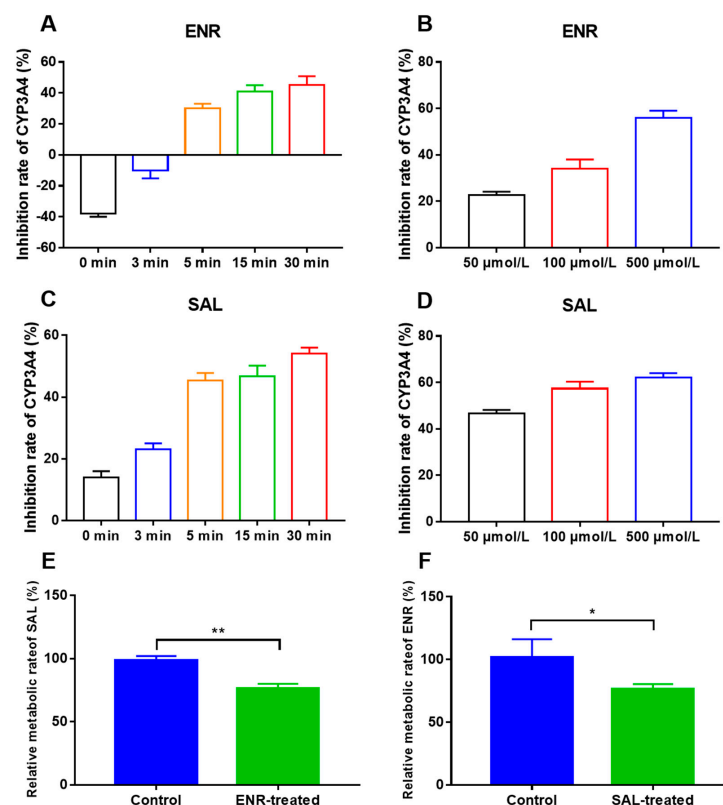 A
ENR
Inhibition rate of CYP3A4 (%)
60
40
20
0
-20
-40
-60
0 min 3 min 5 min 15 min 30 min
B
ENR
Inhibition rate of CYP3A4 (%)
80
60
40
20
0
50 μmol/L 100 μmol/L 500 μmol/L
C
SAL
Inhibition rate of CYP3A4 (%)
60
40
20
0
0 min 3 min 5 min 15 min 30 min
D
SAL
Inhibition rate of CYP3A4 (%)
80
60
40
20
0
50 μmol/L 100 μmol/L 500 μmol/L
E
Relative metabolic rateof SAL (%)
150
100
50
0
**
Control ENR-treated
F
Relative metabolic rateof ENR (%)
150
100
50
0
*
Control SAL-treated